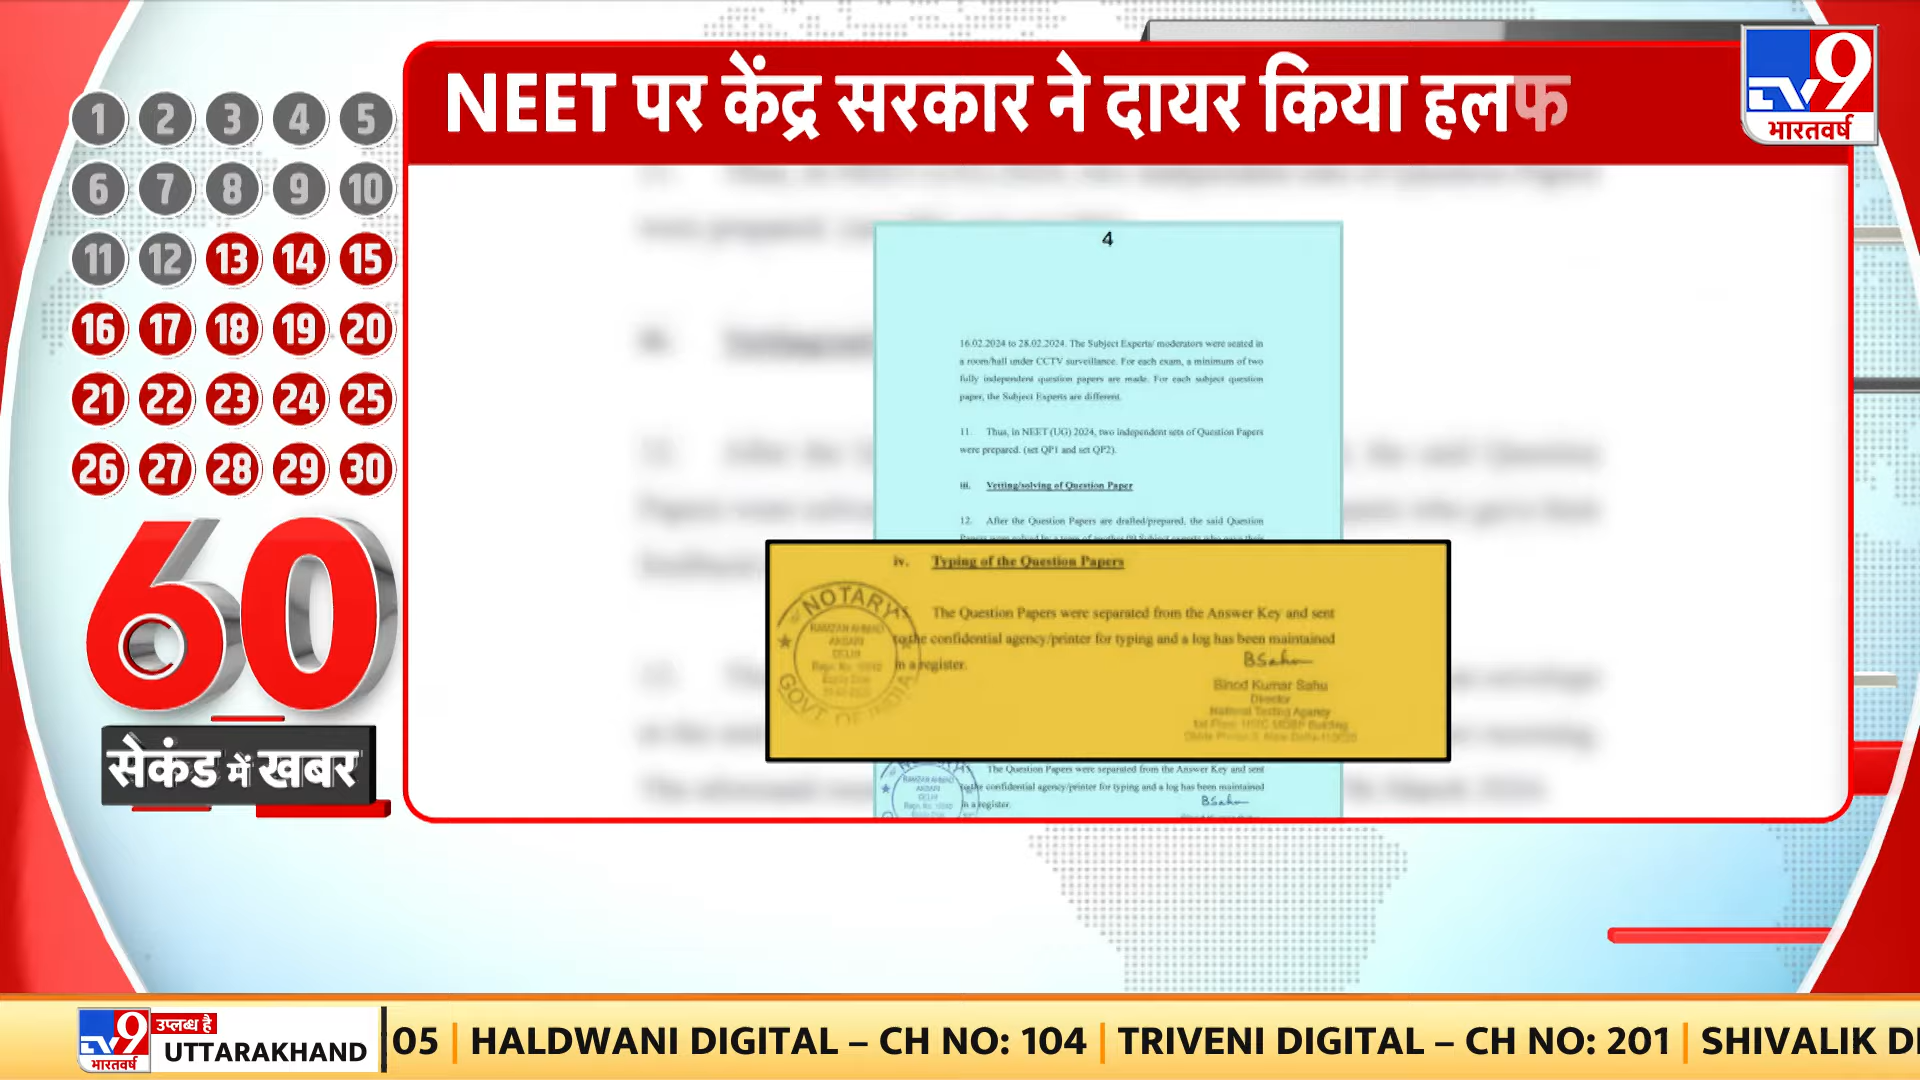 NEET पर केंद्र सरकार ने दायर किया हलफ
TV9
भारतवर्ष
1 2 3 4 5
6 7 8 9 10
11 12 13 14 15
16 17 18 19 20
21 22 23 24 25
26 27 28 29 30
60
सेकंड में खबर
4
16.02.2024 to 28.02.2024. The Subject Experts/ moderators were seated in
a room/hall under CCTV surveillance. For each exam, a minimum of two
fully independent question papers are made. For each subject question
paper, the Subject Experts are different.
11. Thus, in NEET (UG) 2024, two independent sets of Question Papers
were prepared. (set QP1 and set QP2).
iii. Vetting/solving of Question Paper
12. After the Question Papers are drafted/prepared, the said Question
iv. Typing of the Question Papers
The Question Papers were separated from the Answer Key and sent
to the confidential agency/printer for typing and a log has been maintained
in a register.
NOTARY
RAMZAN AHMAD
DELHI
GOVT OF INDIA
BSahu
Binod Kumar Sahu
Director
National Testing Agency
The Question Papers were separated from the Answer Key and sent
to the confidential agency/printer for typing and a log has been maintained
in a register.
BSahu
TV9
भारतवर्ष
उप्लब्ध है
UTTARAKHAND
05 | HALDWANI DIGITAL – CH NO: 104 | TRIVENI DIGITAL – CH NO: 201 | SHIVALIK